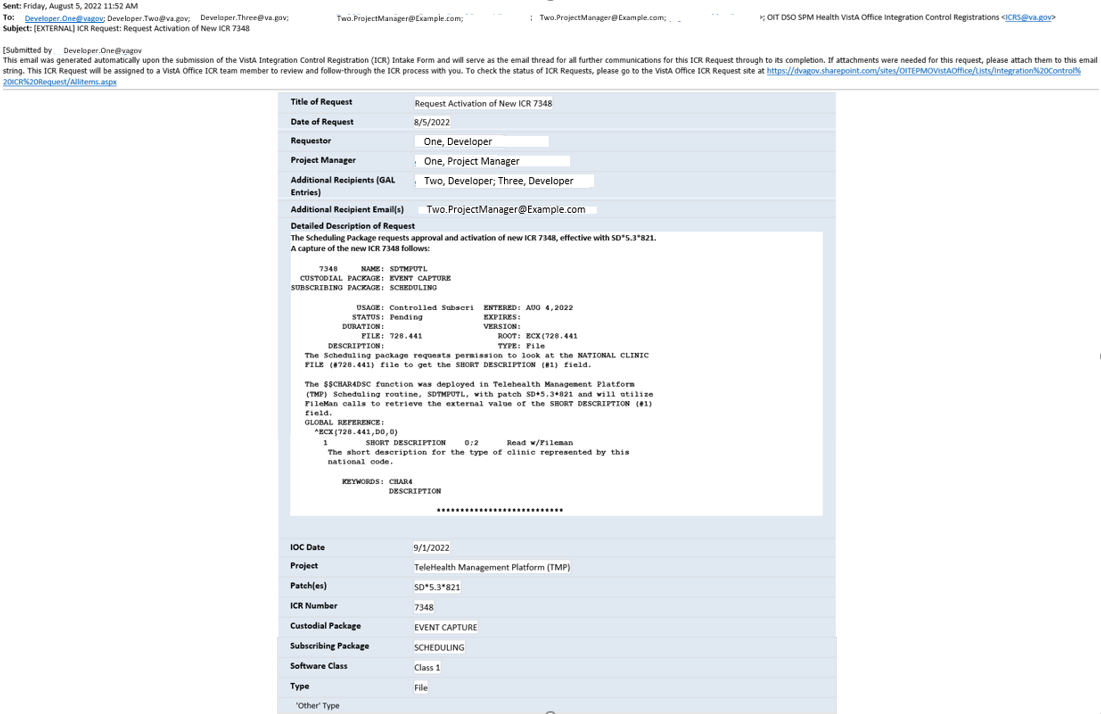 Sent: Friday, August 5, 2022 11:52 AM
To: Developer.One@vagov; Developer.Two@va.gov; Developer.Three@va.gov; Two.ProjectManager@Example.com; ; Two.ProjectManager@Example.com; >; OIT DSO SPM Health VistA Office Integration Control Registrations <ICRS@va.gov>
Subject: [EXTERNAL] ICR Request: Request Activation of New ICR 7348
[Submitted by Developer.One@vagov
This email was generated automatically upon the submission of the VistA Integration Control Registration (ICR) Intake Form and will serve as the email thread for all further communications for this ICR Request through to its completion. If attachments were needed for this request, please attach them to this email
string. This ICR Request will be assigned to a VistA Office ICR team member to review and follow-through the ICR process with you. To check the status of ICR Requests, please go to the VistA Office ICR Request site at https://dvagov.sharepoint.com/sites/OITEPMOVistAOffice/Lists/Integration%20Control%
20ICR%20Request/Allitems.aspx
Title of Request Request Activation of New ICR 7348
Date of Request 8/5/2022
Requestor One, Developer
Project Manager One, Project Manager
Additional Recipients (GAL Two, Developer; Three, Developer
Entries)
Additional Recipient Email(s) Two.ProjectManager@Example.com
Detailed Description of Request
The Scheduling Package requests approval and activation of new ICR 7348, effective with SD*5.3*821.
A capture of the new ICR 7348 follows:
7348 NAME: SDTMPUTL
CUSTODIAL PACKAGE: EVENT CAPTURE
SUBSCRIBING PACKAGE: SCHEDULING
USAGE: Controlled Subscri ENTERED: AUG 4,2022
STATUS: Pending EXPIRES:
DURATION: VERSION:
FILE: 728.441 ROOT: ECX(728.441
DESCRIPTION: TYPE: File
The Scheduling package requests permission to look at the NATIONAL CLINIC
FILE (#728.441) file to get the SHORT DESCRIPTION (#1) field.
The $$CHAR4DSC function was deployed in Telehealth Management Platform
(TMP) Scheduling routine, SDTMPUTL, with patch SD*5.3*821 and will utilize
FileMan calls to retrieve the external value of the SHORT DESCRIPTION (#1)
field.
GLOBAL REFERENCE:
^ECX(728.441,D0,0)
1 SHORT DESCRIPTION 0;2 Read w/Fileman
The short description for the type of clinic represented by this
national code.
KEYWORDS: CHAR4
DESCRIPTION
***************************
IOC Date 9/1/2022
Project TeleHealth Management Platform (TMP)
Patch(es) SD*5.3*821
ICR Number 7348
Custodial Package EVENT CAPTURE
Subscribing Package SCHEDULING
Software Class Class 1
Type File
'Other' Type